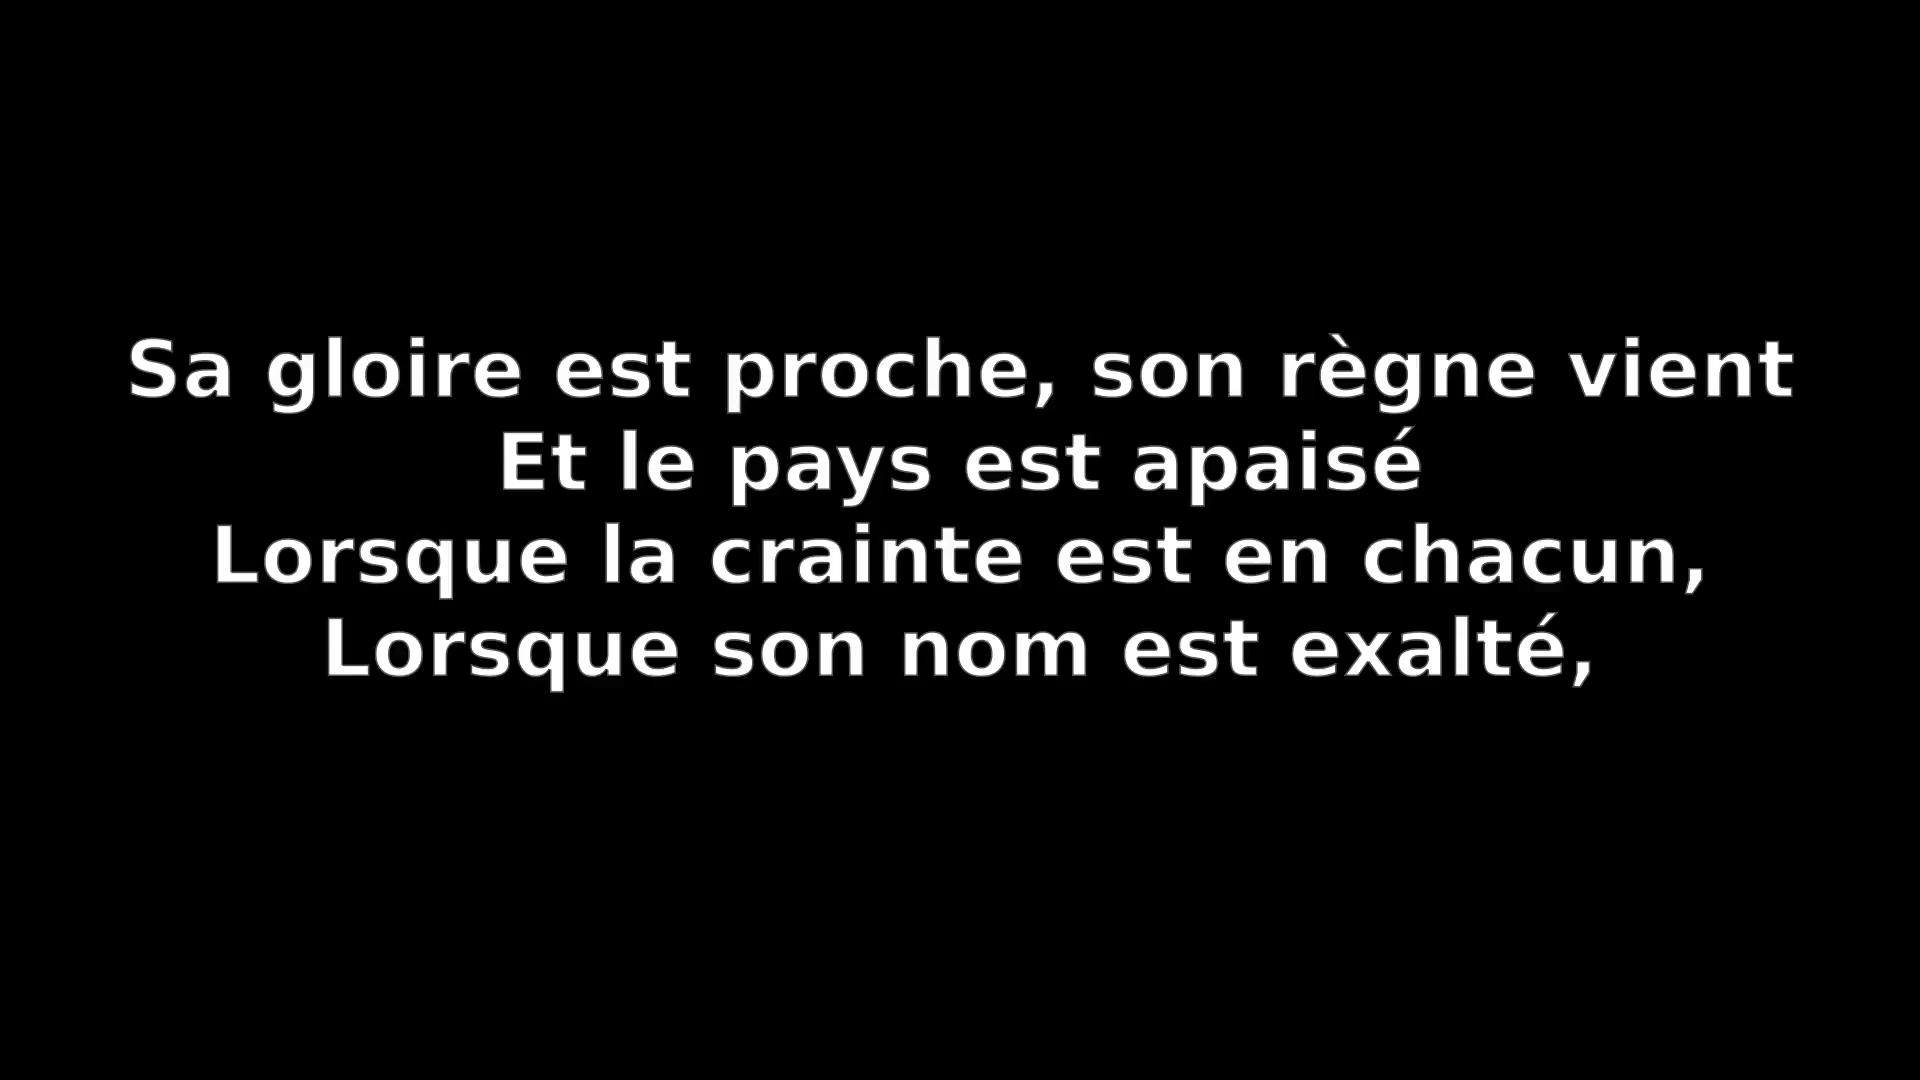 Sa gloire est proche, son règne vient
Et le pays est apaisé
Lorsque la crainte est en chacun,
Lorsque son nom est exalté,